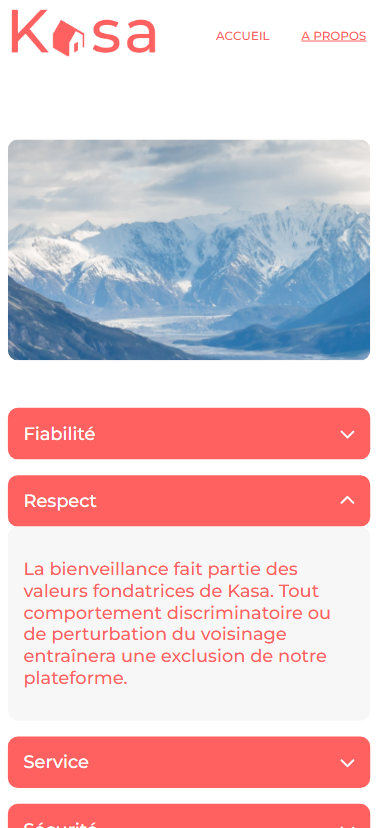 Kasa
ACCUEIL A PROPOS
Fiabilité
Respect
La bienveillance fait partie des
valeurs fondatrices de Kasa. Tout
comportement discriminatoire ou
de perturbation du voisinage
entraînera une exclusion de notre
plateforme.
Service
Sécurité